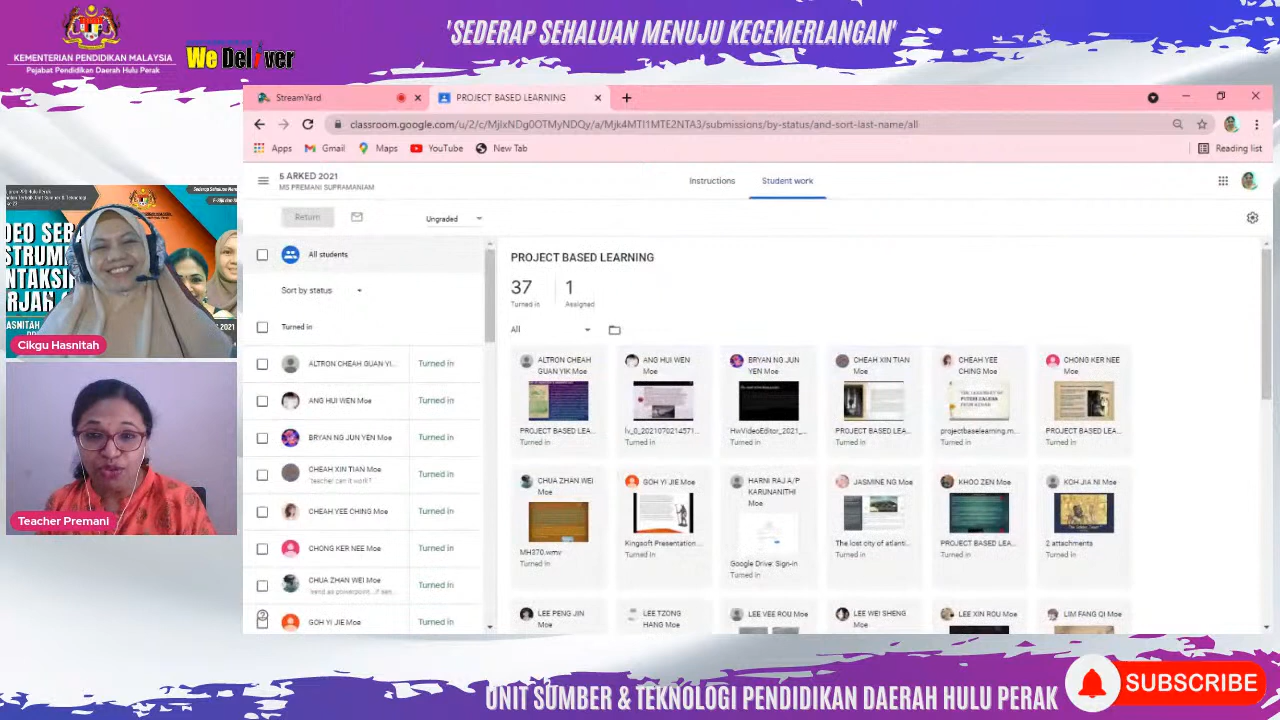 'SEDERAP SEHALUAN MENUJU KECEMERLANGAN'
KEMENTERIAN PENDIDIKAN MALAYSIA
Pejabat Pendidikan Daerah Hulu Perak
We Deliver
StreamYard
PROJECT BASED LEARNING
classroom.google.com/u/2/c/MjIxNDg0OTMyNDQy/a/Mjk4MTI1MTE2NTA3/submissions/by-status/and-sort-last-name/all
Apps
Gmail
Maps
YouTube
New Tab
Reading list
5 ARKED 2021
MS PREMANI SUPRAMANIAM
Instructions
Student work
Return
Ungraded
All students
Sort by status
Turned in
ALTRON CHEAH GUAN YI...
Turned in
ANG HUI WEN Moe
Turned in
BRYAN NG JUN YEN Moe
Turned in
CHEAH XIN TIAN Moe
"teacher can it work?"
Turned in
CHEAH YEE CHING Moe
Turned in
CHONG KER NEE Moe
Turned in
CHUA ZHAN WEI Moe
Turned in
GOH YI JIE Moe
Turned in
PROJECT BASED LEARNING
37
1
Turned in
Assigned
All
ALTRON CHEAH
GUAN YIK Moe
PROJECT BASED LEA...
Turned in
ANG HUI WEN
Moe
lv_0_2021070214571...
Turned in
BRYAN NG JUN
YEN Moe
HwVideoEditor_2021_...
Turned in
CHEAH XIN TIAN
Moe
PROJECT BASED LEA...
Turned in
CHEAH YEE
CHING Moe
projectbaselearning.m...
Turned in
CHONG KER NEE
Moe
PROJECT BASED LEA...
Turned in
CHUA ZHAN WEI
Moe
MH370.wmv
Turned in
GOH YI JIE Moe
Kingsoft Presentation...
Turned in
HARNI RAJ A/P
KARUNANITHI
Moe
Google Drive: Sign-in
Turned in
JASMINE NG Moe
The lost city of atlanti...
Turned in
KHOO ZEN Moe
PROJECT BASED LEA...
Turned in
KOH JIA NI Moe
2 attachments
Turned in
LEE PENG JIN
Moe
LEE TZONG
HANG Moe
LEE VEE ROU Moe
LEE WEI SHENG
Moe
LEE XIN ROU Moe
LIM FANG QI Moe
Cikgu Hasnitah
Teacher Premani
UNIT SUMBER & TEKNOLOGI PENDIDIKAN DAERAH HULU PERAK
SUBSCRIBE